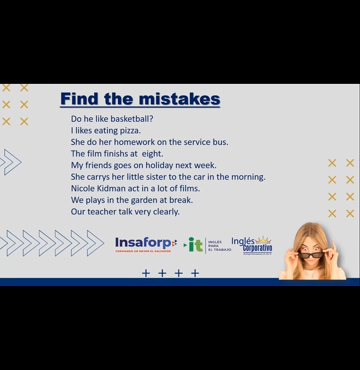 Find the mistakes
Do he like basketball?
I likes eating pizza.
She do her homework on the service bus.
The film finishs at eight.
My friends goes on holiday next week.
She carrys her little sister to the car in the morning.
Nicole Kidman act in a lot of films.
We plays in the garden at break.
Our teacher talk very clearly.
Insaforp
it
INGLÉS
PARA
EL TRABAJO
Inglés
Corporativo